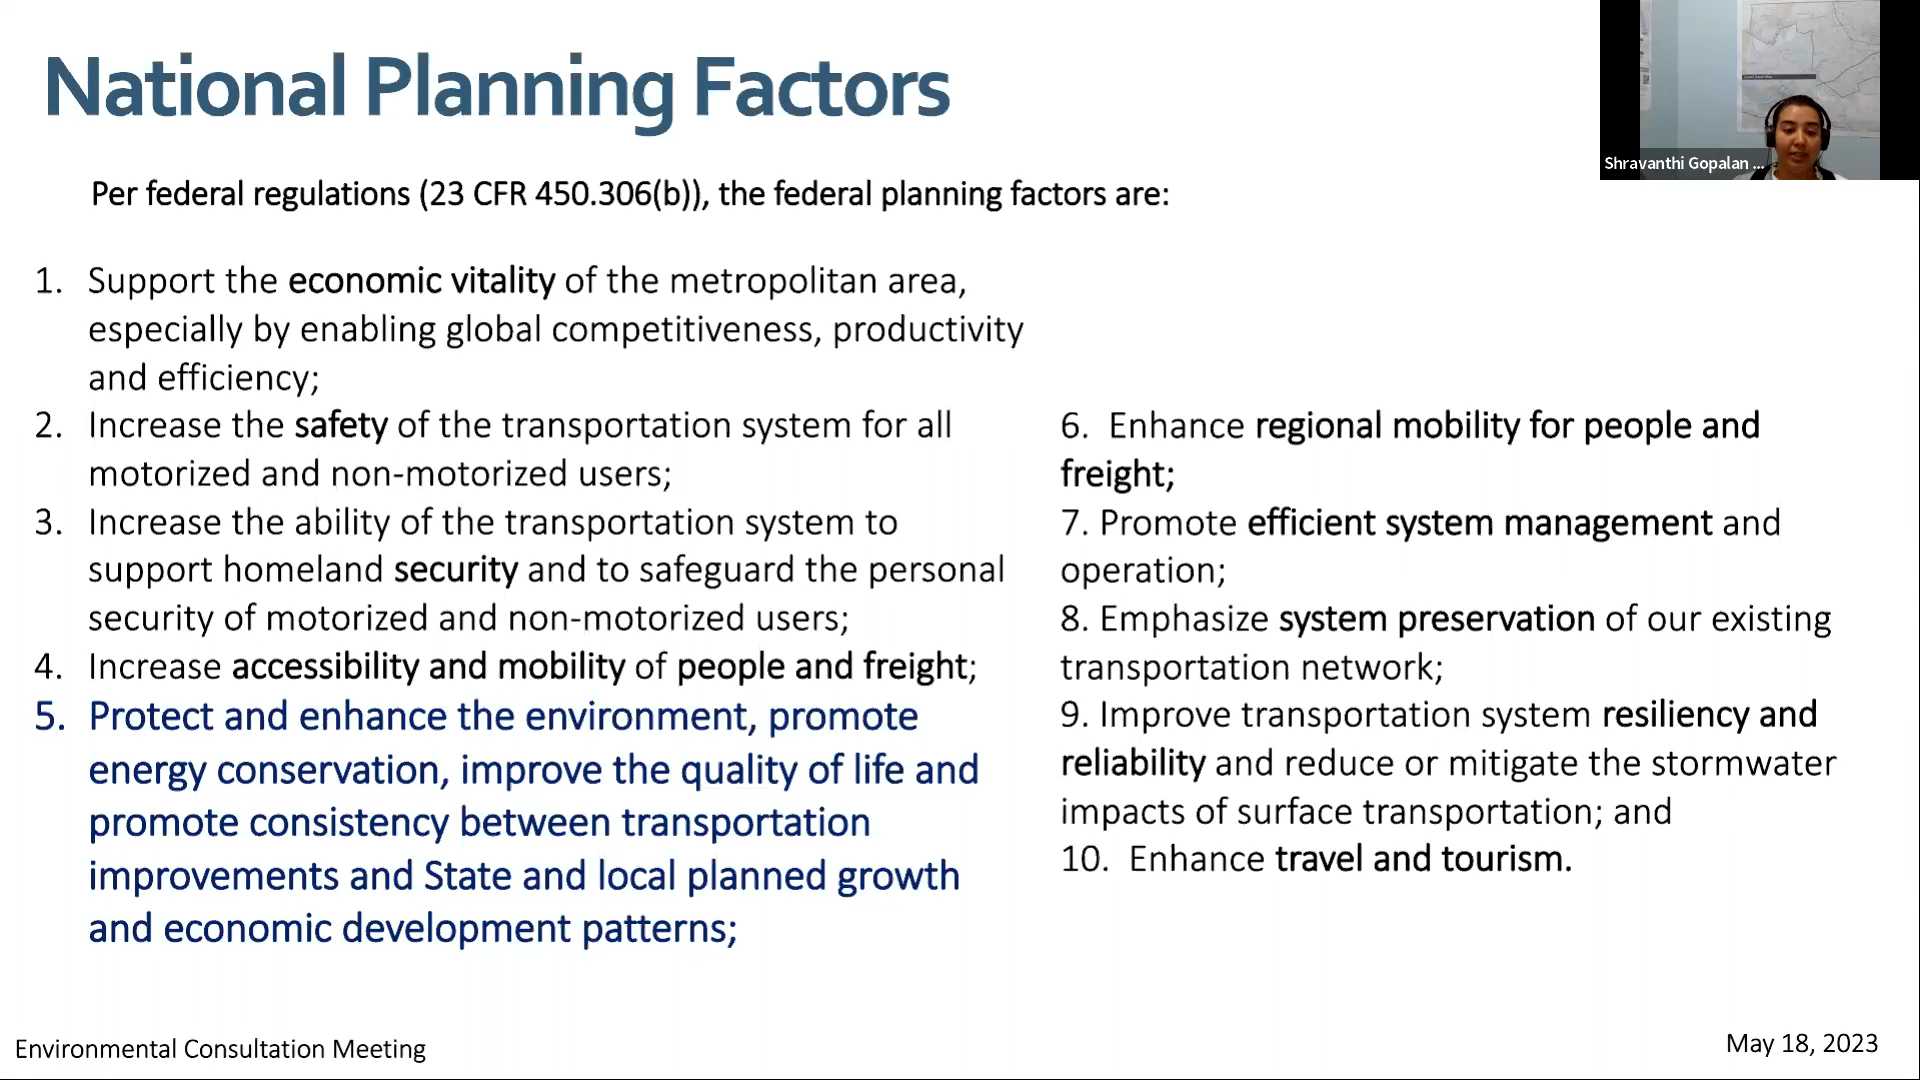 National Planning Factors
Shravanthi Gopalan ...
Per federal regulations (23 CFR 450.306(b)), the federal planning factors are:
1. Support the economic vitality of the metropolitan area,
especially by enabling global competitiveness, productivity
and efficiency;
2. Increase the safety of the transportation system for all
motorized and non-motorized users;
3. Increase the ability of the transportation system to
support homeland security and to safeguard the personal
security of motorized and non-motorized users;
4. Increase accessibility and mobility of people and freight;
5. Protect and enhance the environment, promote
energy conservation, improve the quality of life and
promote consistency between transportation
improvements and State and local planned growth
and economic development patterns;
6. Enhance regional mobility for people and
freight;
7. Promote efficient system management and
operation;
8. Emphasize system preservation of our existing
transportation network;
9. Improve transportation system resiliency and
reliability and reduce or mitigate the stormwater
impacts of surface transportation; and
10. Enhance travel and tourism.
Environmental Consultation Meeting
May 18, 2023